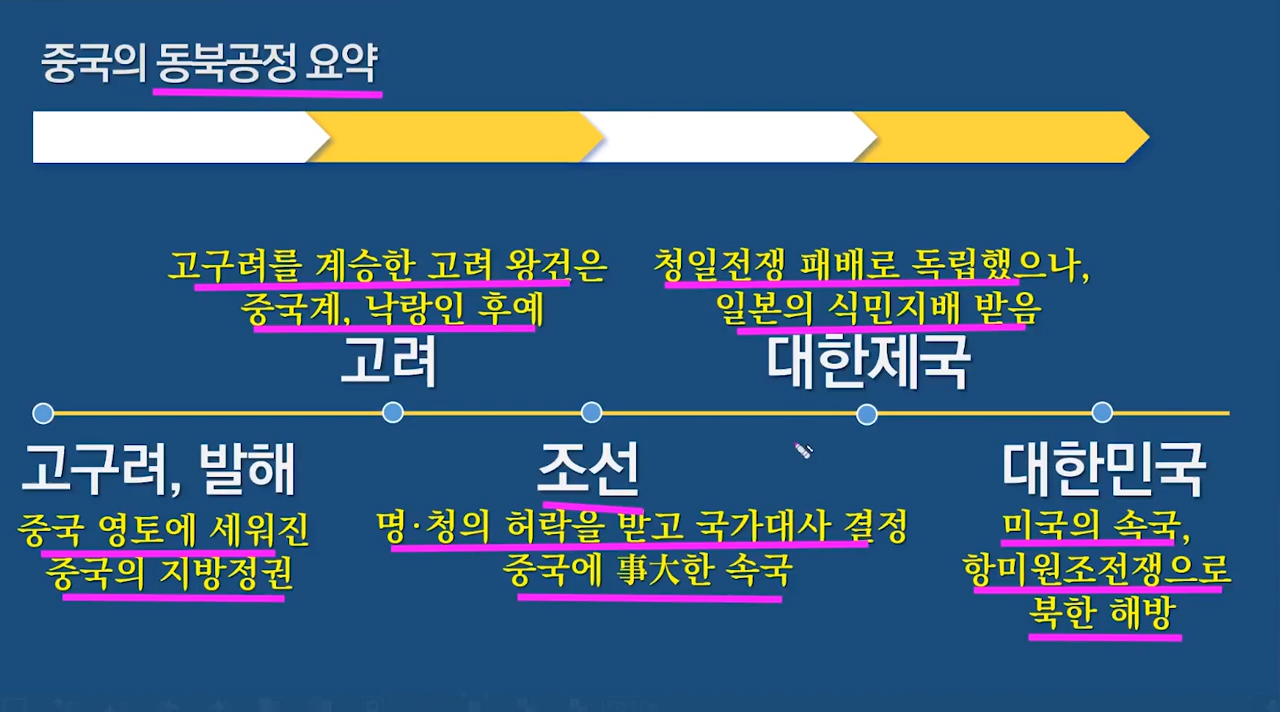 중국의 동북공정 요약
고구려를 계승한 고려 왕건은
중국계, 낙랑인 후예
고려
청일전쟁 패배로 독립했으나,
일본의 식민지배 받음
대한제국
고구려, 발해
중국 영토에 세워진
중국의 지방정권
조선
명·청의 허락을 받고 국가대사 결정
중국에 事大한 속국
대한민국
미국의 속국,
항미원조전쟁으로
북한 해방